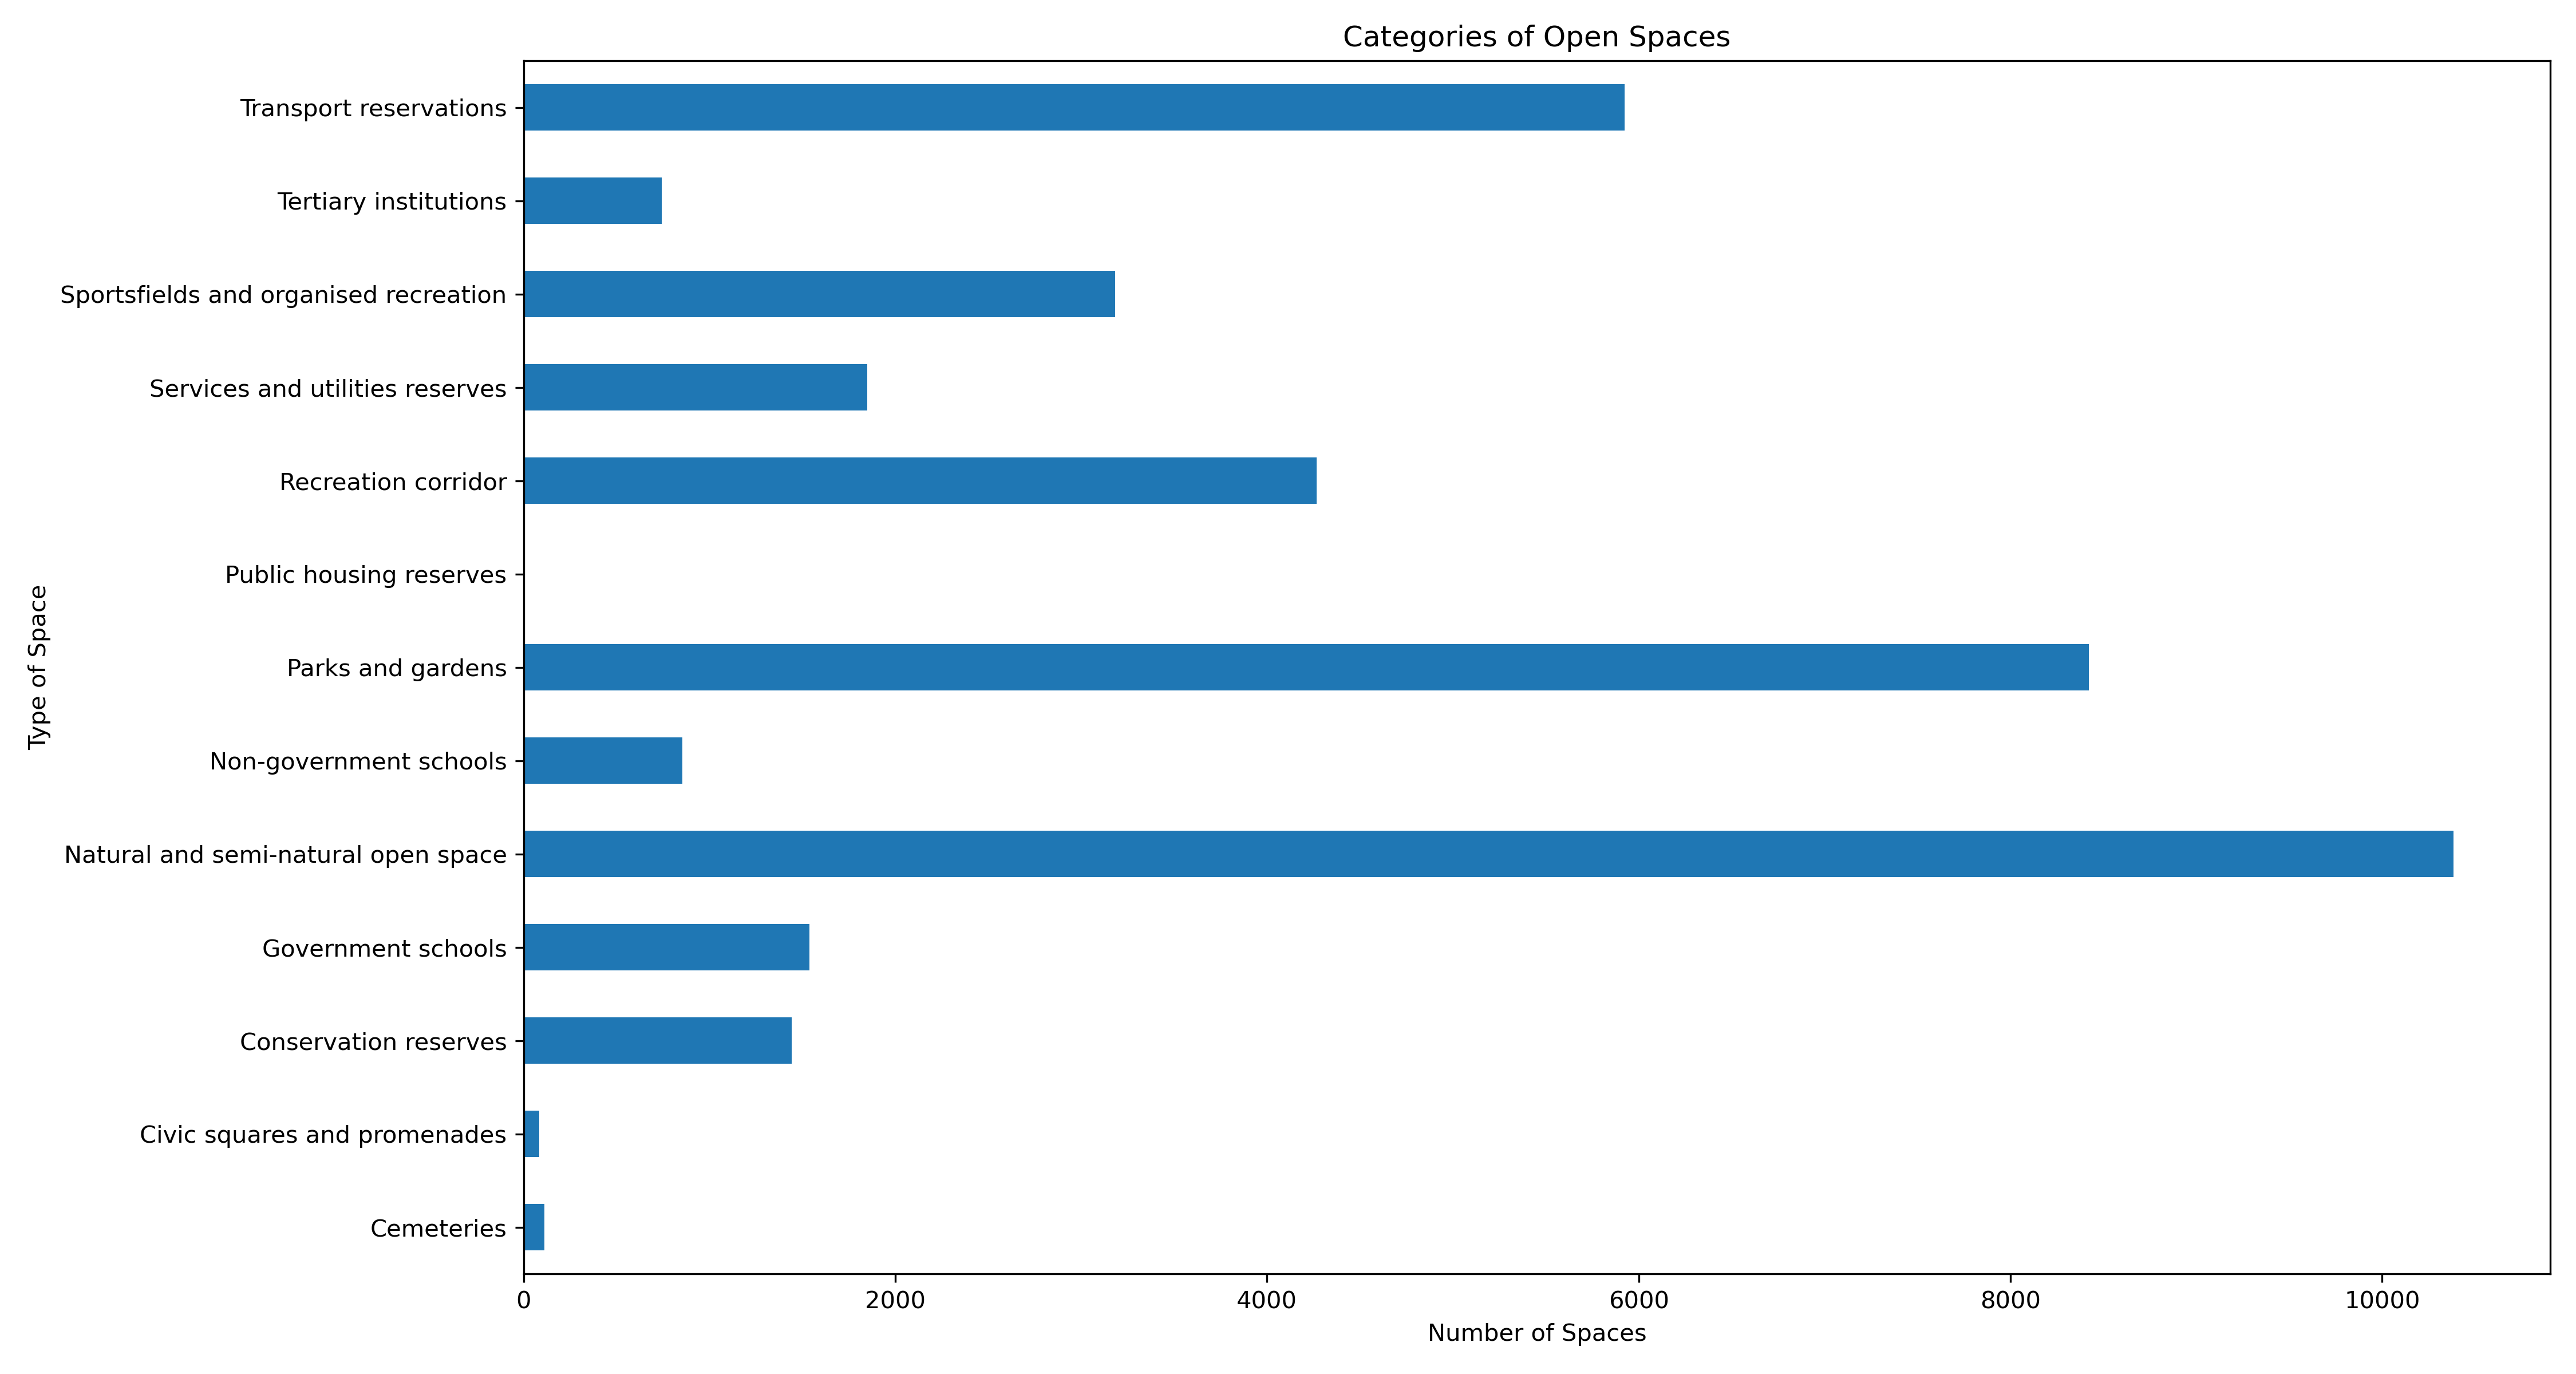 Categories of Open Spaces
Transport reservations
Tertiary institutions
Sportsfields and organised recreation
Services and utilities reserves
Recreation corridor
Public housing reserves
Parks and gardens
Non-government schools
Natural and semi-natural open space
Government schools
Conservation reserves
Civic squares and promenades
Cemeteries
Type of Space
0 2000 4000 6000 8000 10000
Number of Spaces